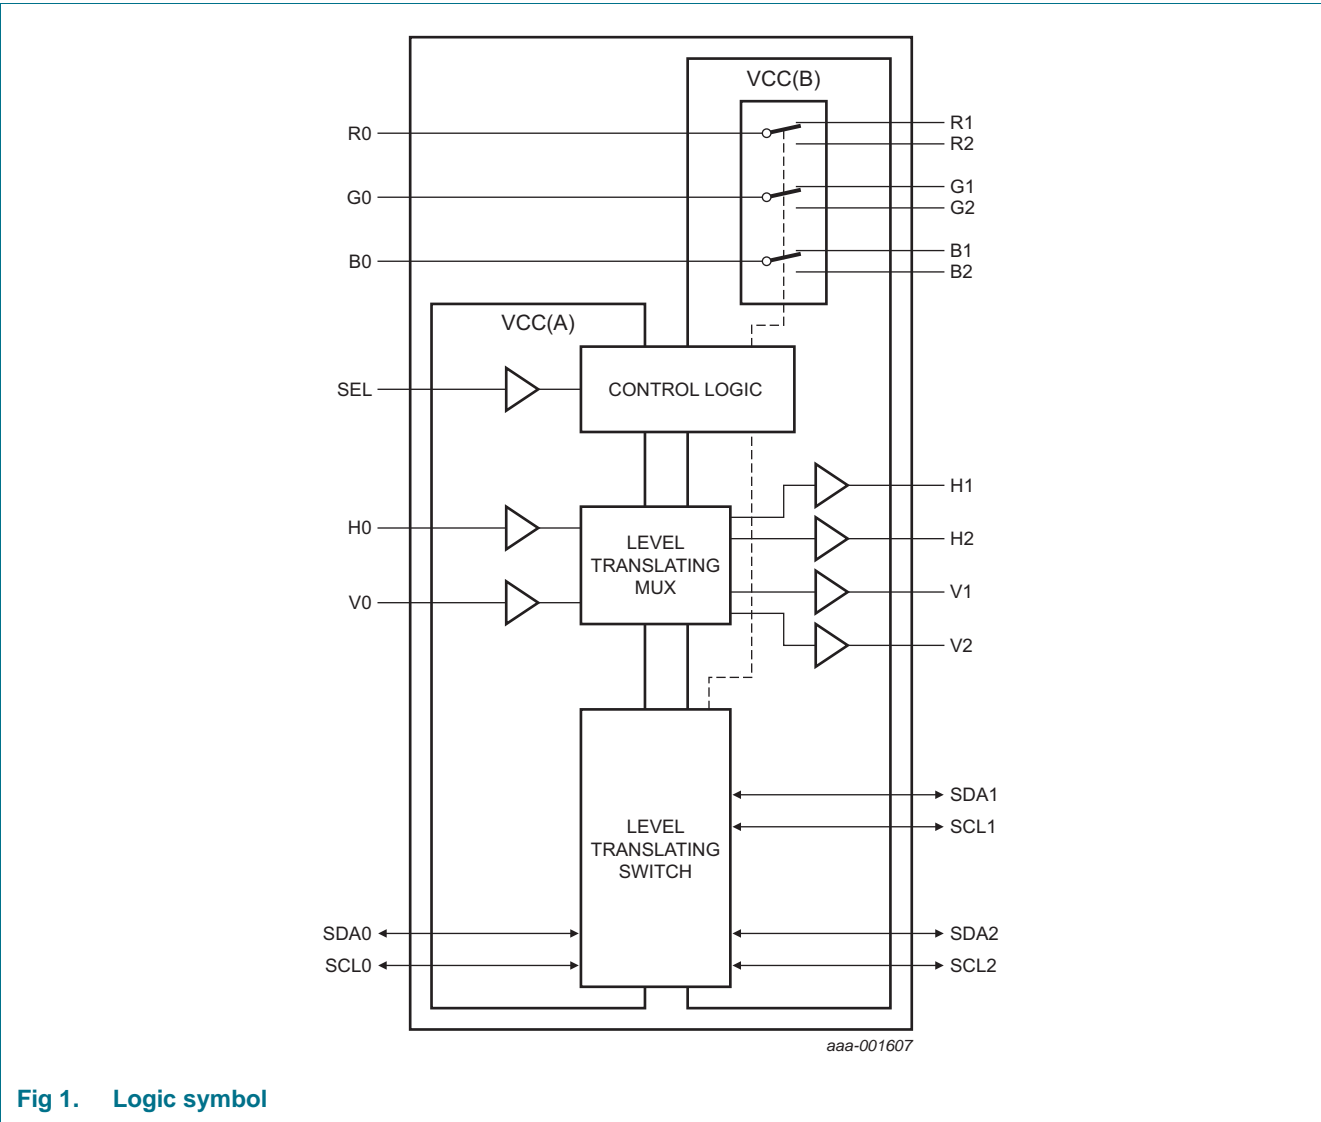 VCC(B)
R0
R1
R2
G0
G1
G2
B0
B1
B2
VCC(A)
SEL
CONTROL LOGIC
H0
V0
LEVEL
TRANSLATING
MUX
H1
H2
V1
V2
LEVEL
TRANSLATING
SWITCH
SDA1
SCL1
SDA0
SCL0
SDA2
SCL2
aaa-001607
Fig 1. Logic symbol